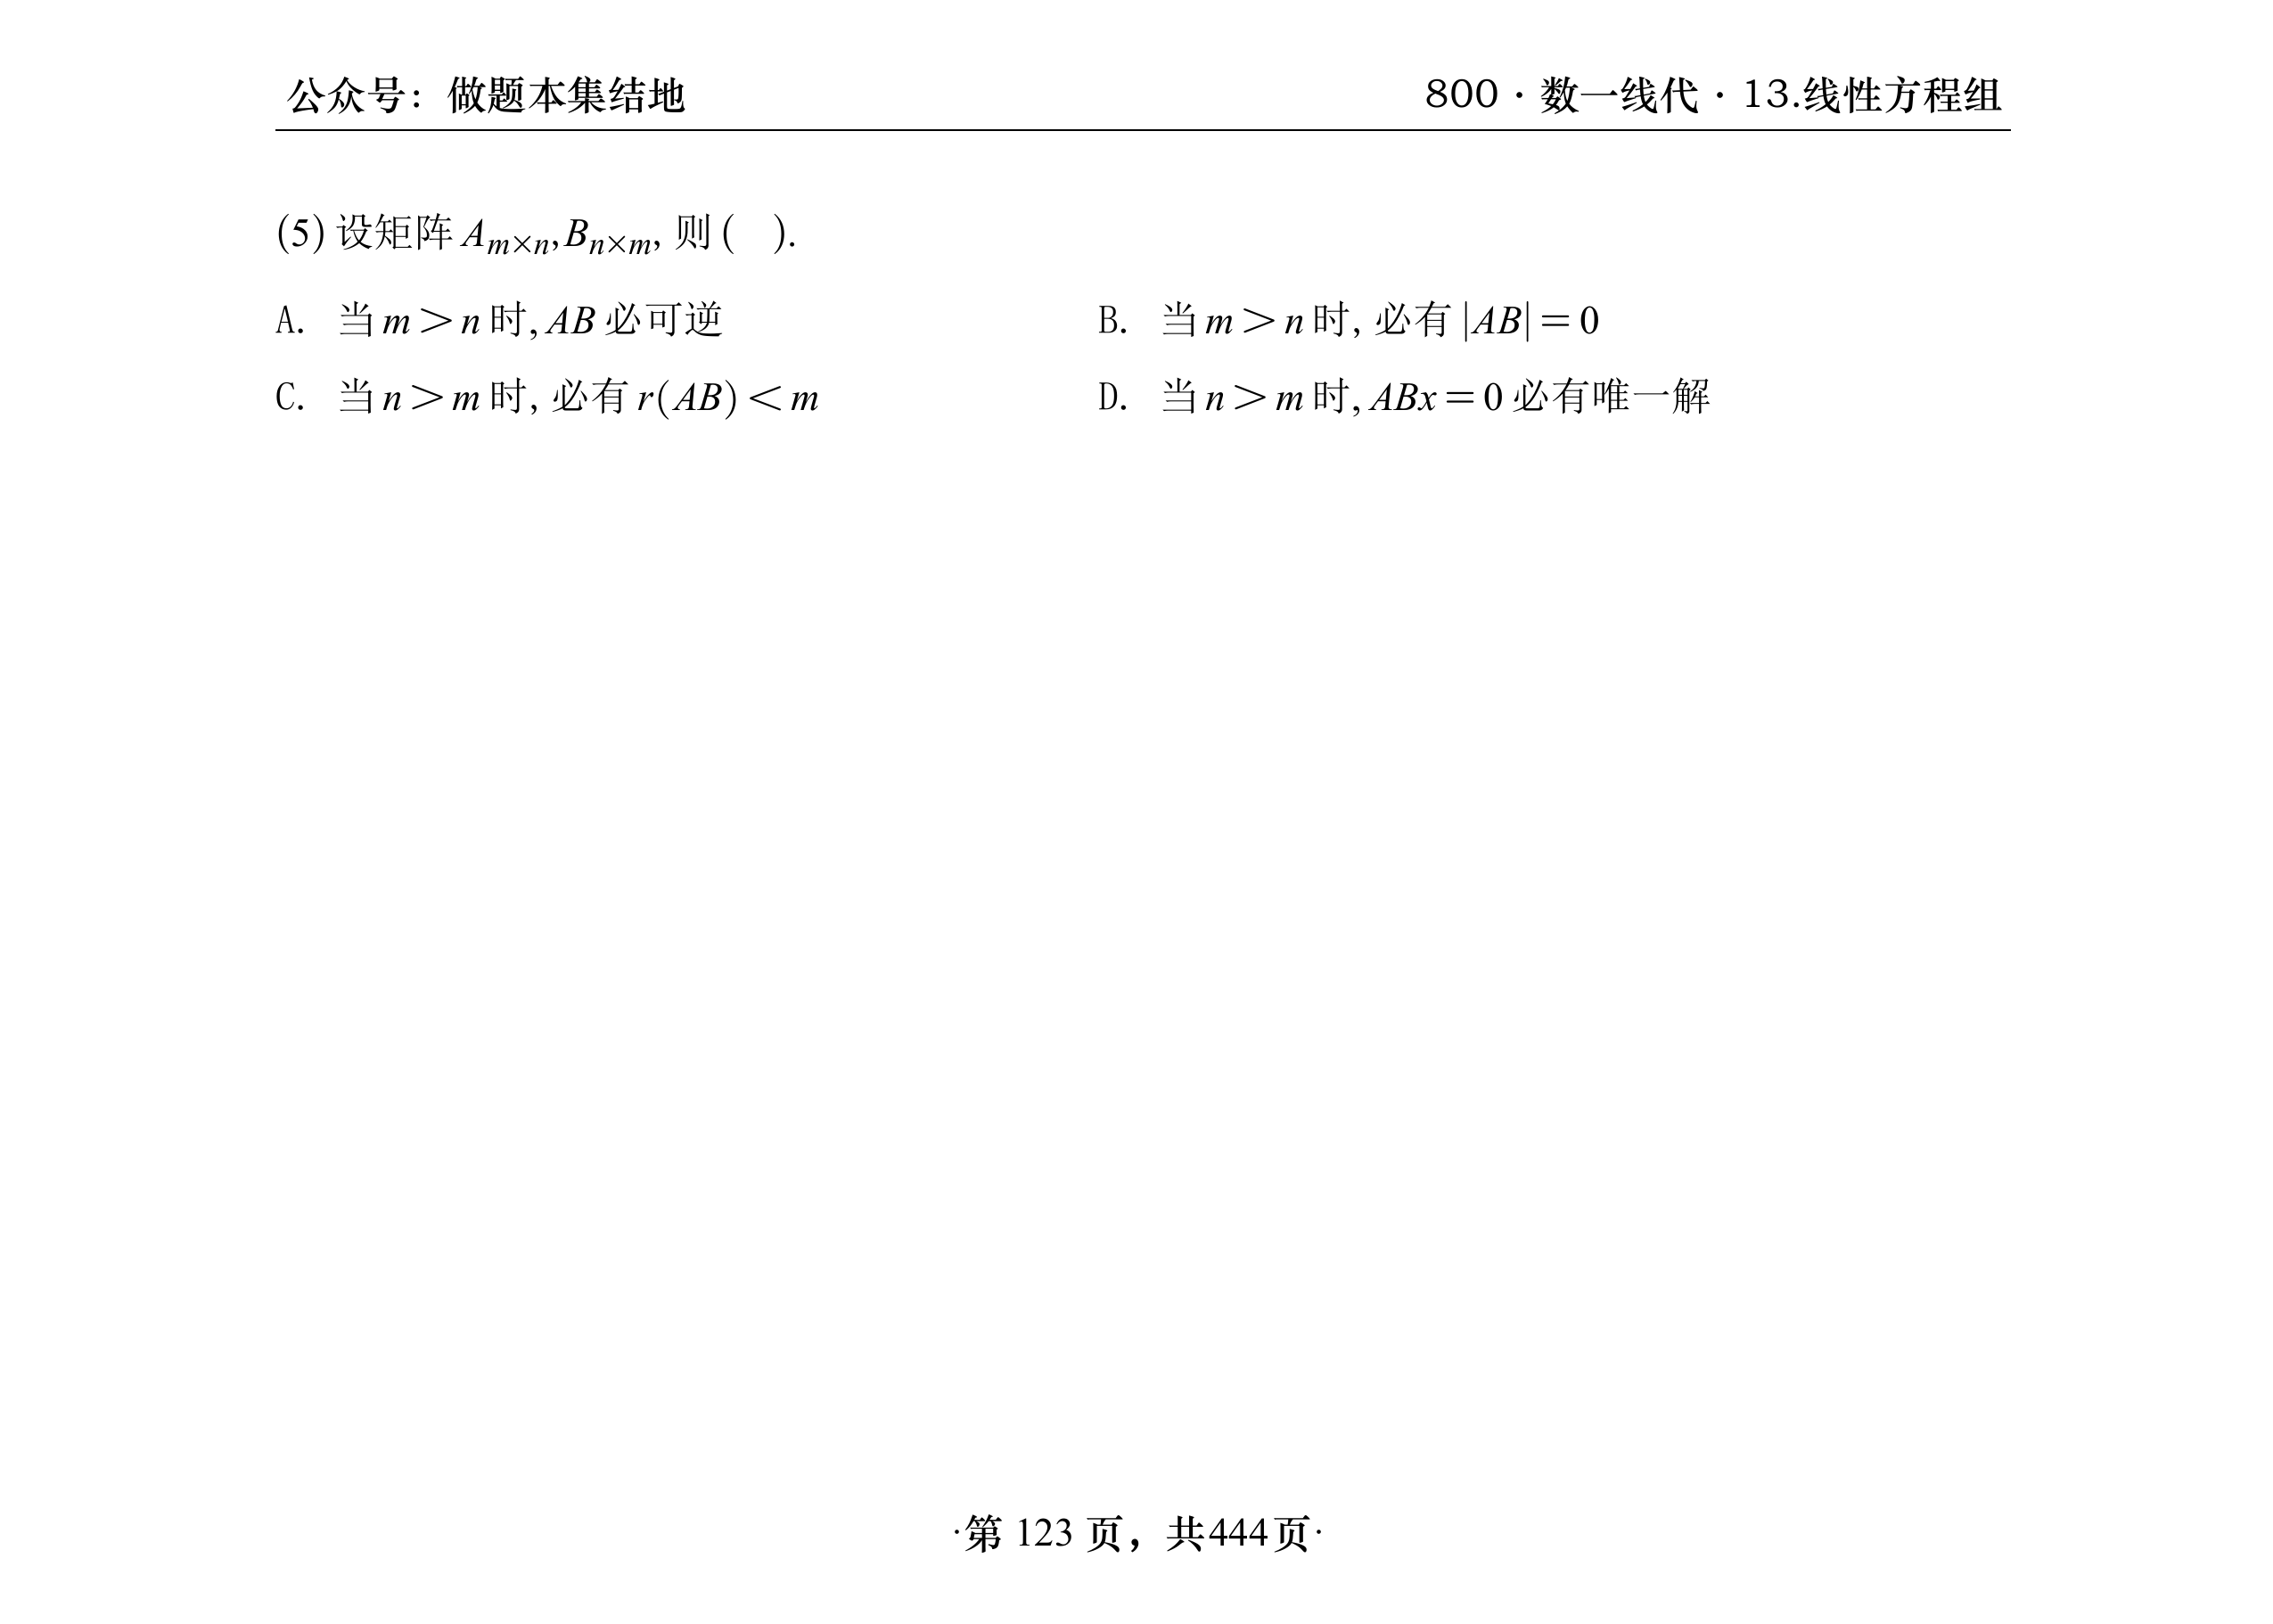 公众号：做题本集结地 800·数一线代·13.线性方程组
(5) 设矩阵 A_{m×n}, B_{n×m}, 则 ( ).
A. 当 m＞n 时, AB 必可逆 B. 当 m＞n 时, 必有 |AB|＝0
C. 当 n＞m 时, 必有 r(AB)＜m D. 当 n＞m 时, ABx＝0 必有唯一解
·第 123 页，共444页·